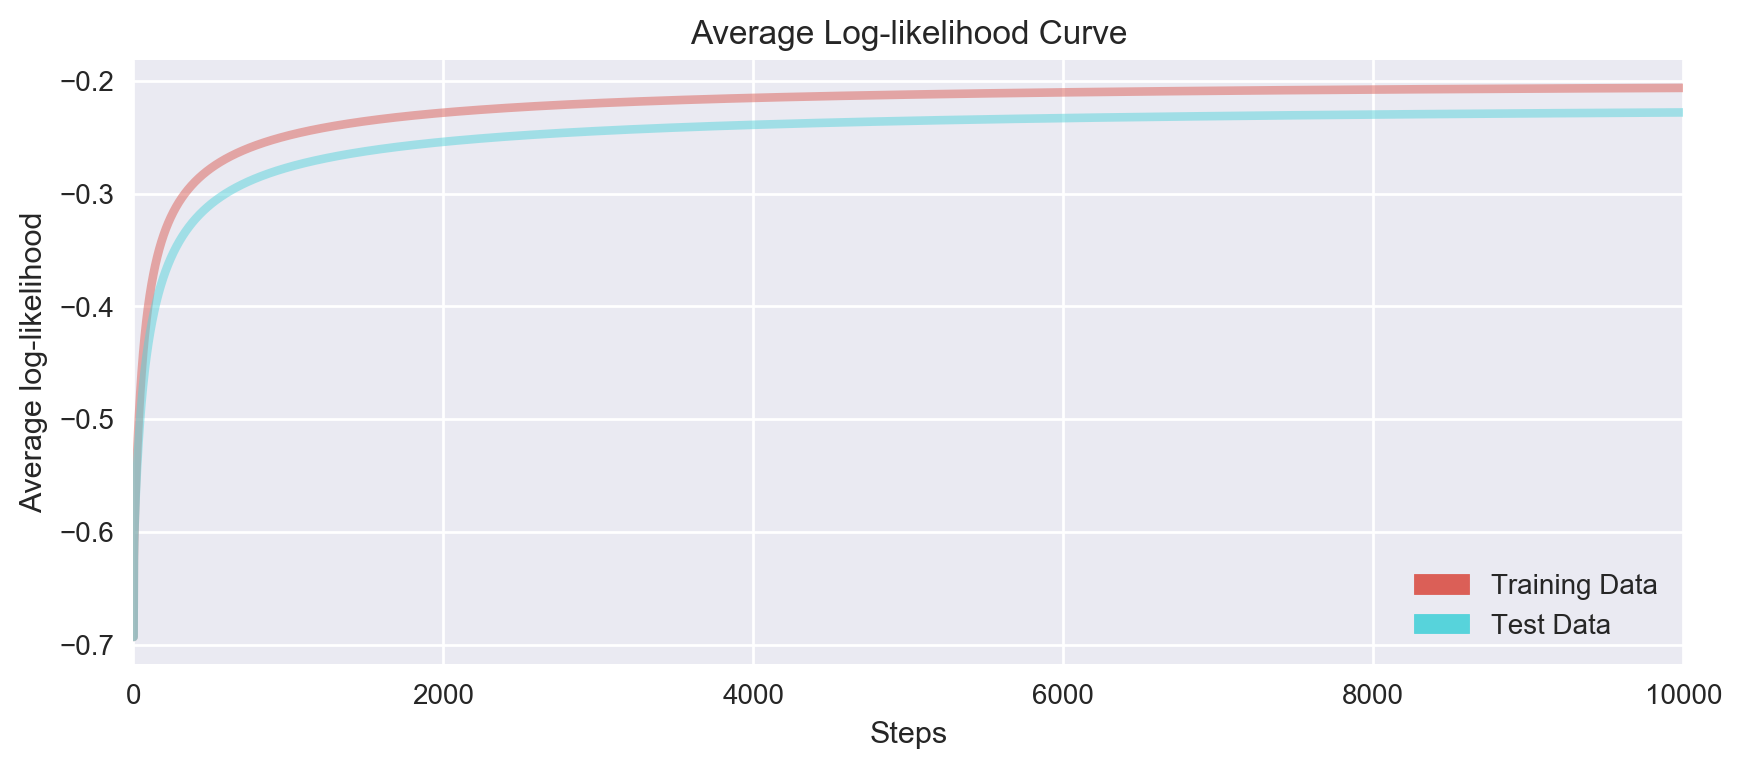 Average Log-likelihood Curve
Average log-likelihood
−0.2
−0.3
−0.4
−0.5
−0.6
−0.7
0 2000 4000 6000 8000 10000
Steps
Training Data
Test Data